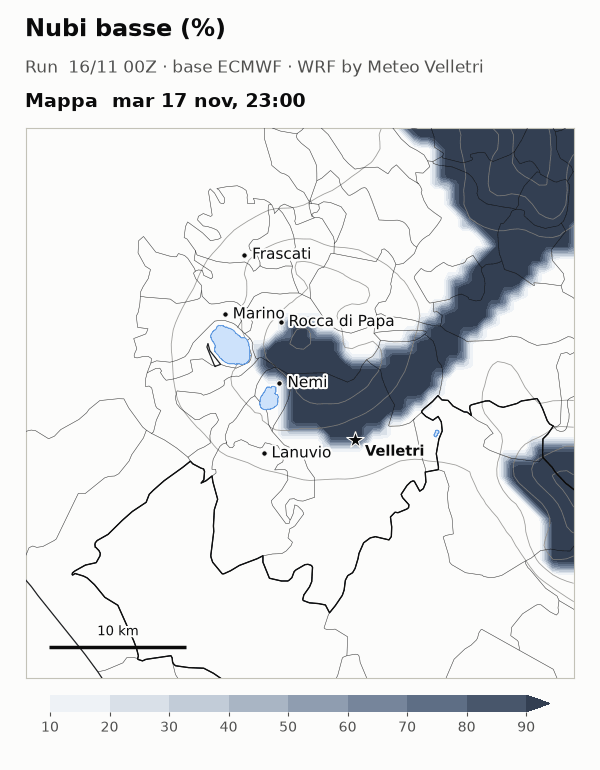 Nubi basse (%)
Run  16/11 00Z · base ECMWF · WRF by Meteo Velletri
Mappa  mar 17 nov, 23:00
Frascati
Marino
Rocca di Papa
Nemi
Velletri
Lanuvio
10 km
10 20 30 40 50 60 70 80 90